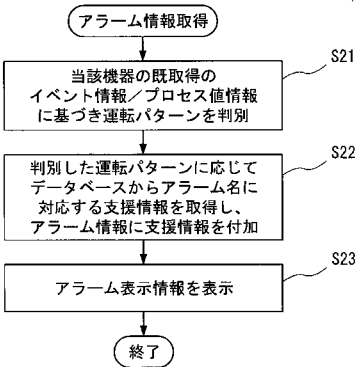 アラーム情報取得
S21
当該機器の既取得の
イベント情報／プロセス値情報
に基づき運転パターンを判別
S22
判別した運転パターンに応じて
データベースからアラーム名に
対応する支援情報を取得し、
アラーム情報に支援情報を付加
S23
アラーム表示情報を表示
終了